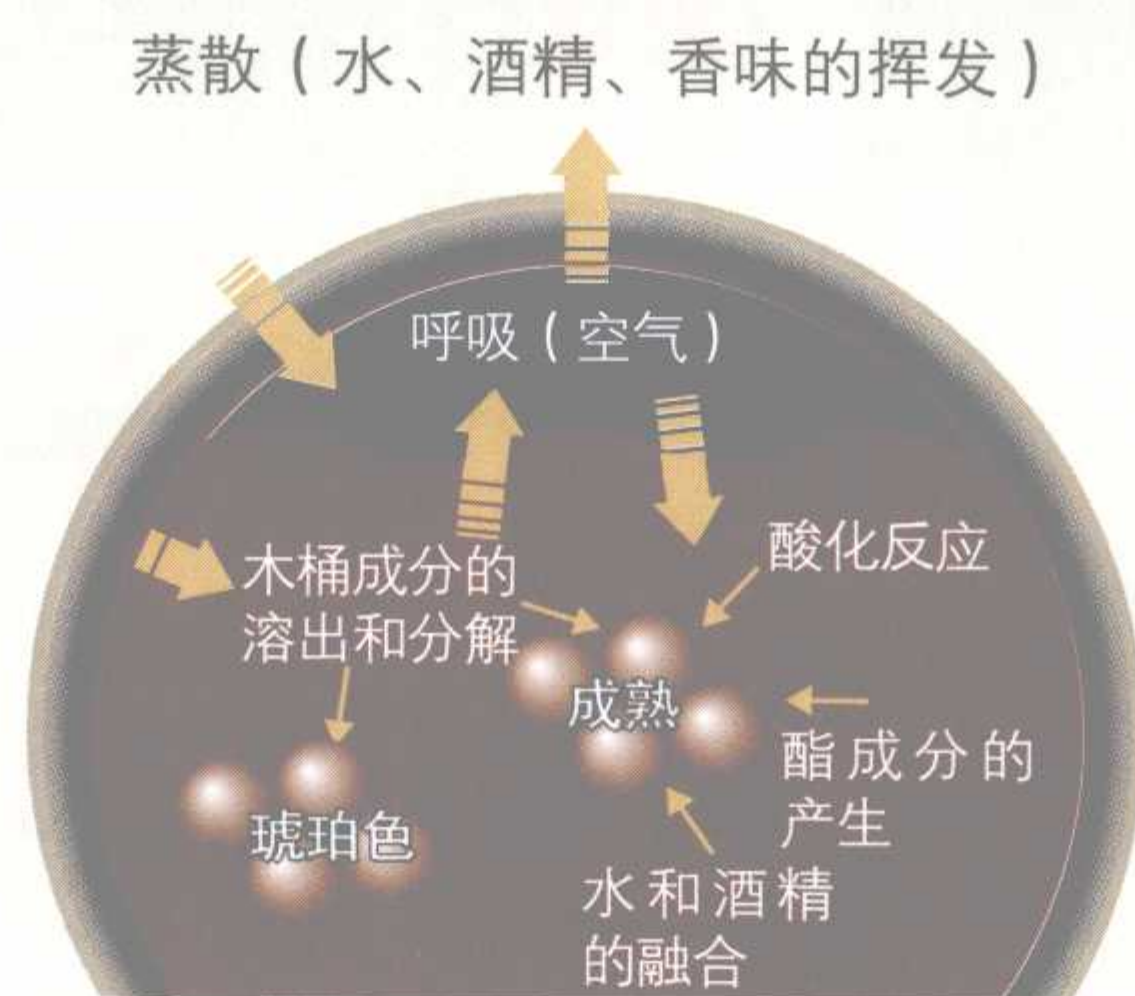 蒸散（水、酒精、香味的挥发）
呼吸（空气）
酸化反应
木桶成分的
溶出和分解
成熟
酯成分的
产生
琥珀色
水和酒精
的融合